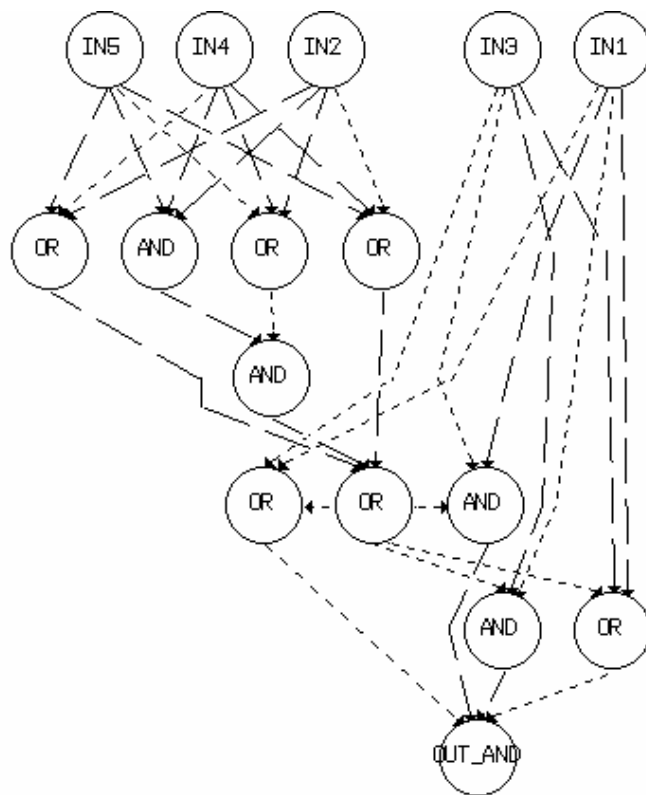 IN5 IN4 IN2 IN3 IN1
OR AND OR OR
AND
OR OR AND
AND OR
OUT_AND